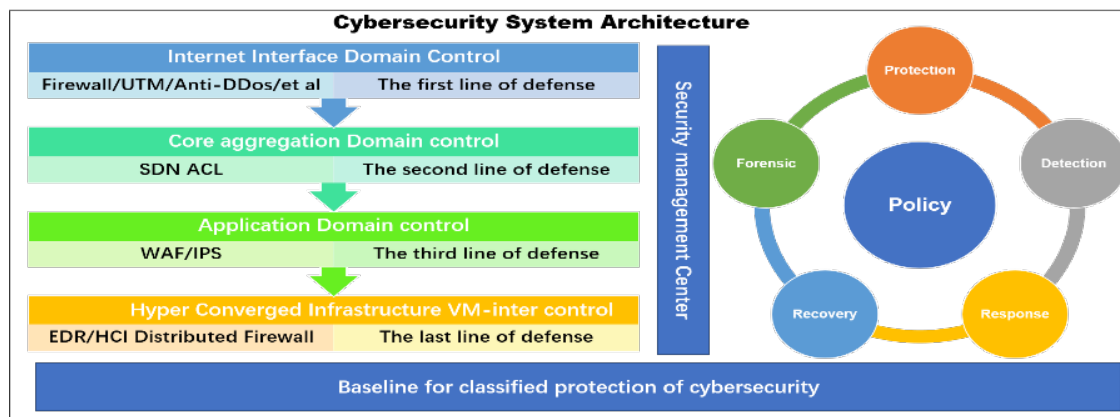 Cybersecurity System Architecture
Internet Interface Domain Control
Firewall/UTM/Anti-DDos/et al
The first line of defense
Core aggregation Domain control
SDN ACL
The second line of defense
Application Domain control
WAF/IPS
The third line of defense
Hyper Converged Infrastructure VM-inter control
EDR/HCI Distributed Firewall
The last line of defense
Security management Center
Protection
Forensic
Detection
Policy
Recovery
Response
Baseline for classified protection of cybersecurity